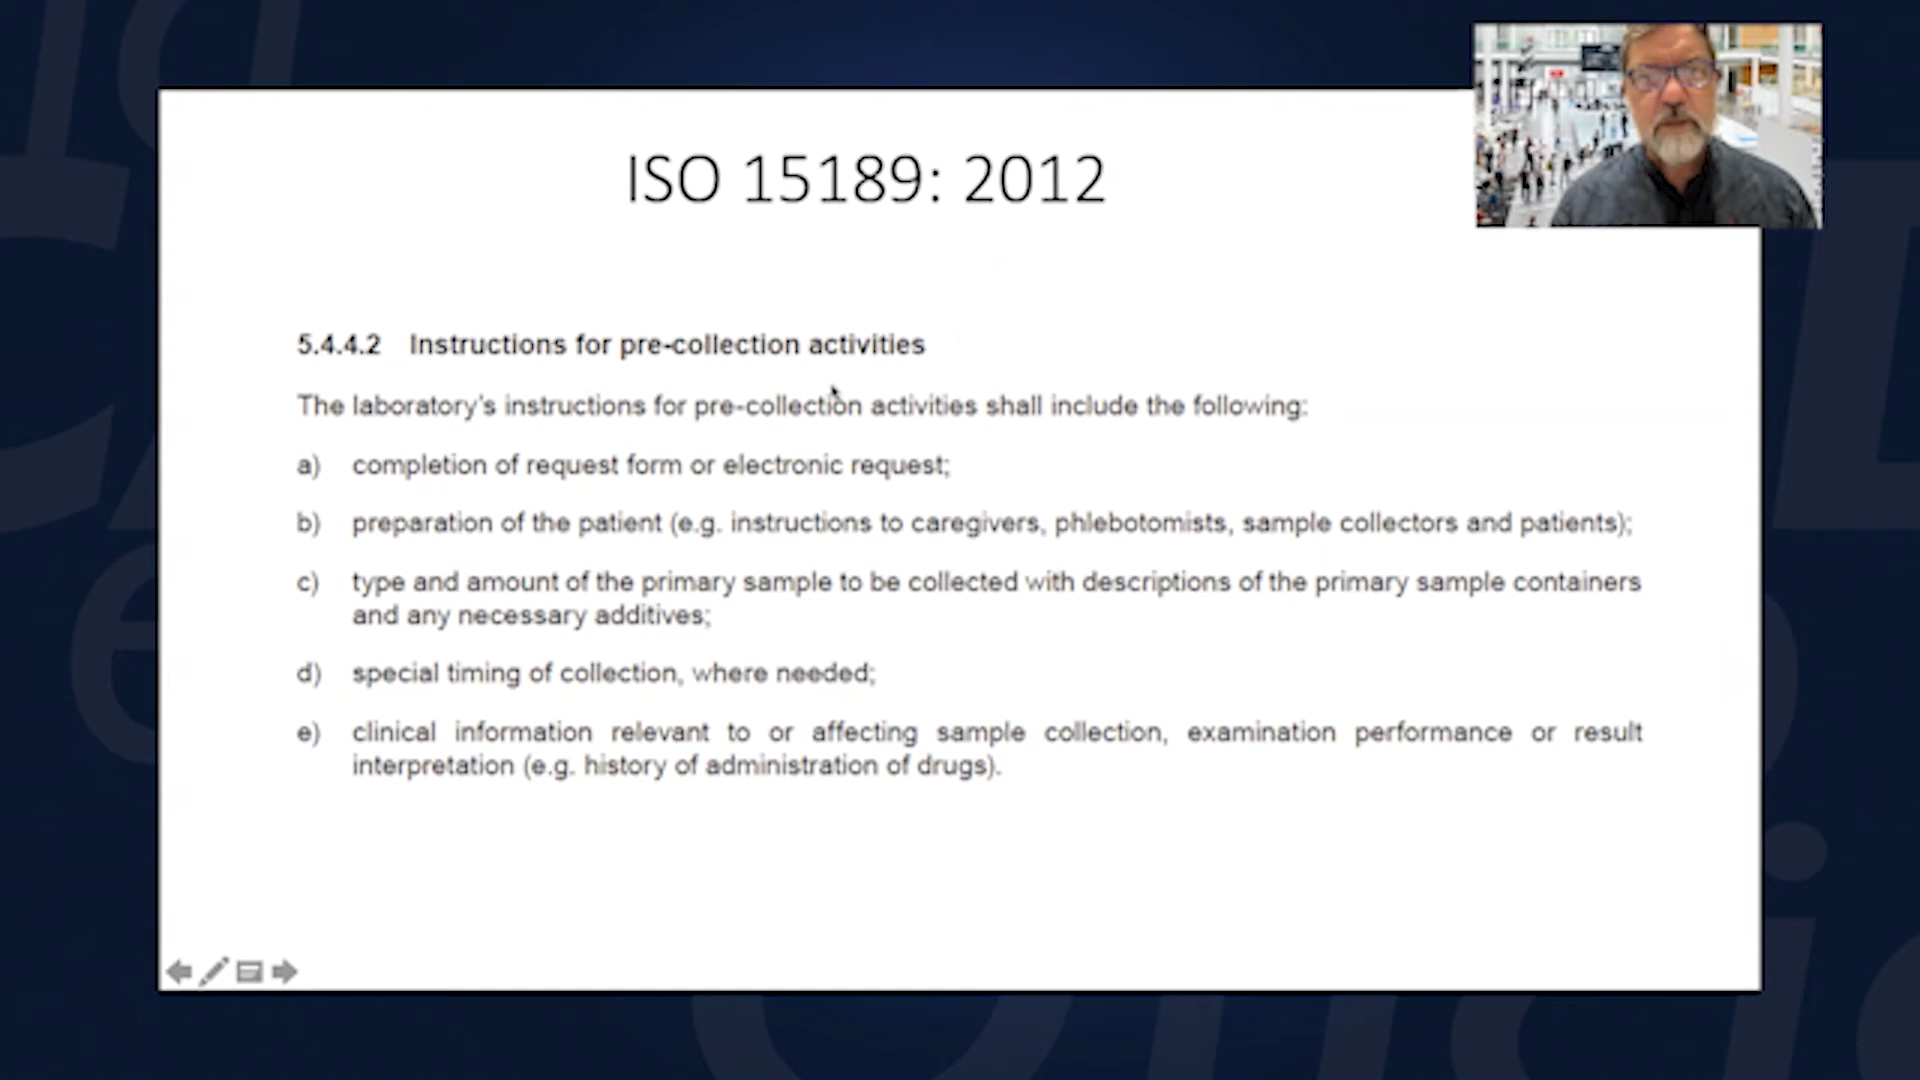 ISO 15189: 2012
5.4.4.2 Instructions for pre-collection activities
The laboratory's instructions for pre-collection activities shall include the following:
a) completion of request form or electronic request;
b) preparation of the patient (e.g. instructions to caregivers, phlebotomists, sample collectors and patients);
c) type and amount of the primary sample to be collected with descriptions of the primary sample containers
and any necessary additives;
d) special timing of collection, where needed;
e) clinical information relevant to or affecting sample collection, examination performance or result
interpretation (e.g. history of administration of drugs).